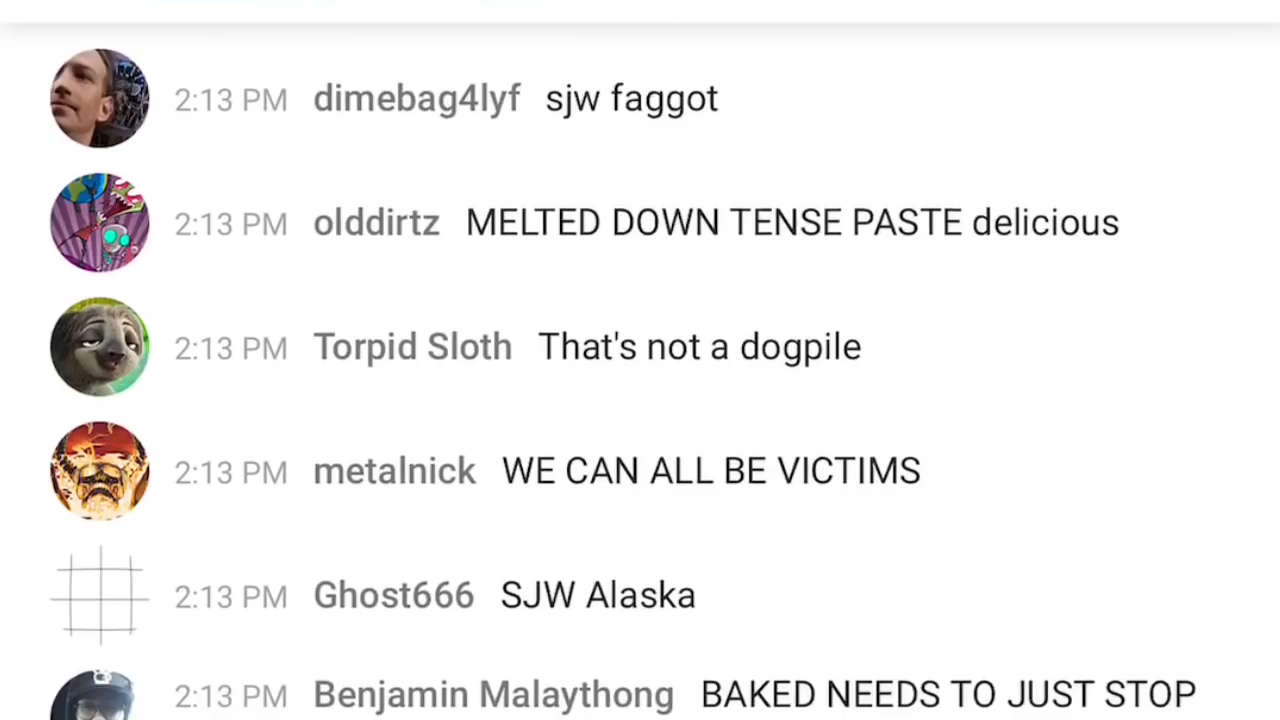 2:13 PM dimebag4lyf sjw faggot
2:13 PM olddirtz MELTED DOWN TENSE PASTE delicious
2:13 PM Torpid Sloth That's not a dogpile
2:13 PM metalnick WE CAN ALL BE VICTIMS
2:13 PM Ghost666 SJW Alaska
2:13 PM Benjamin Malaythong BAKED NEEDS TO JUST STOP